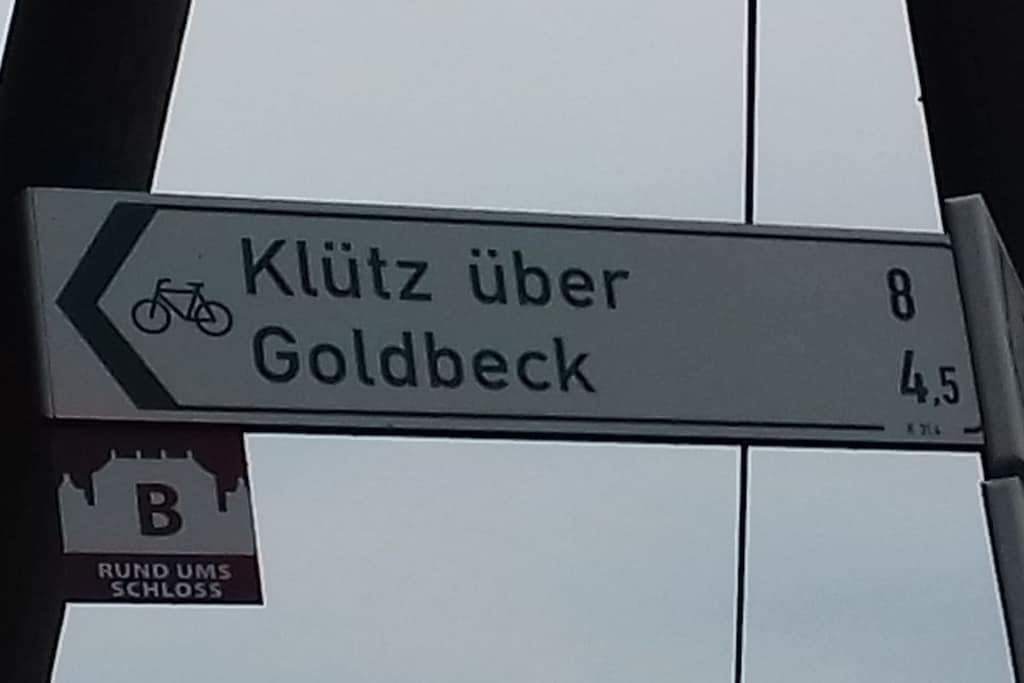 Klütz über 8
Goldbeck 4,5
B
RUND UMS
SCHLOSS